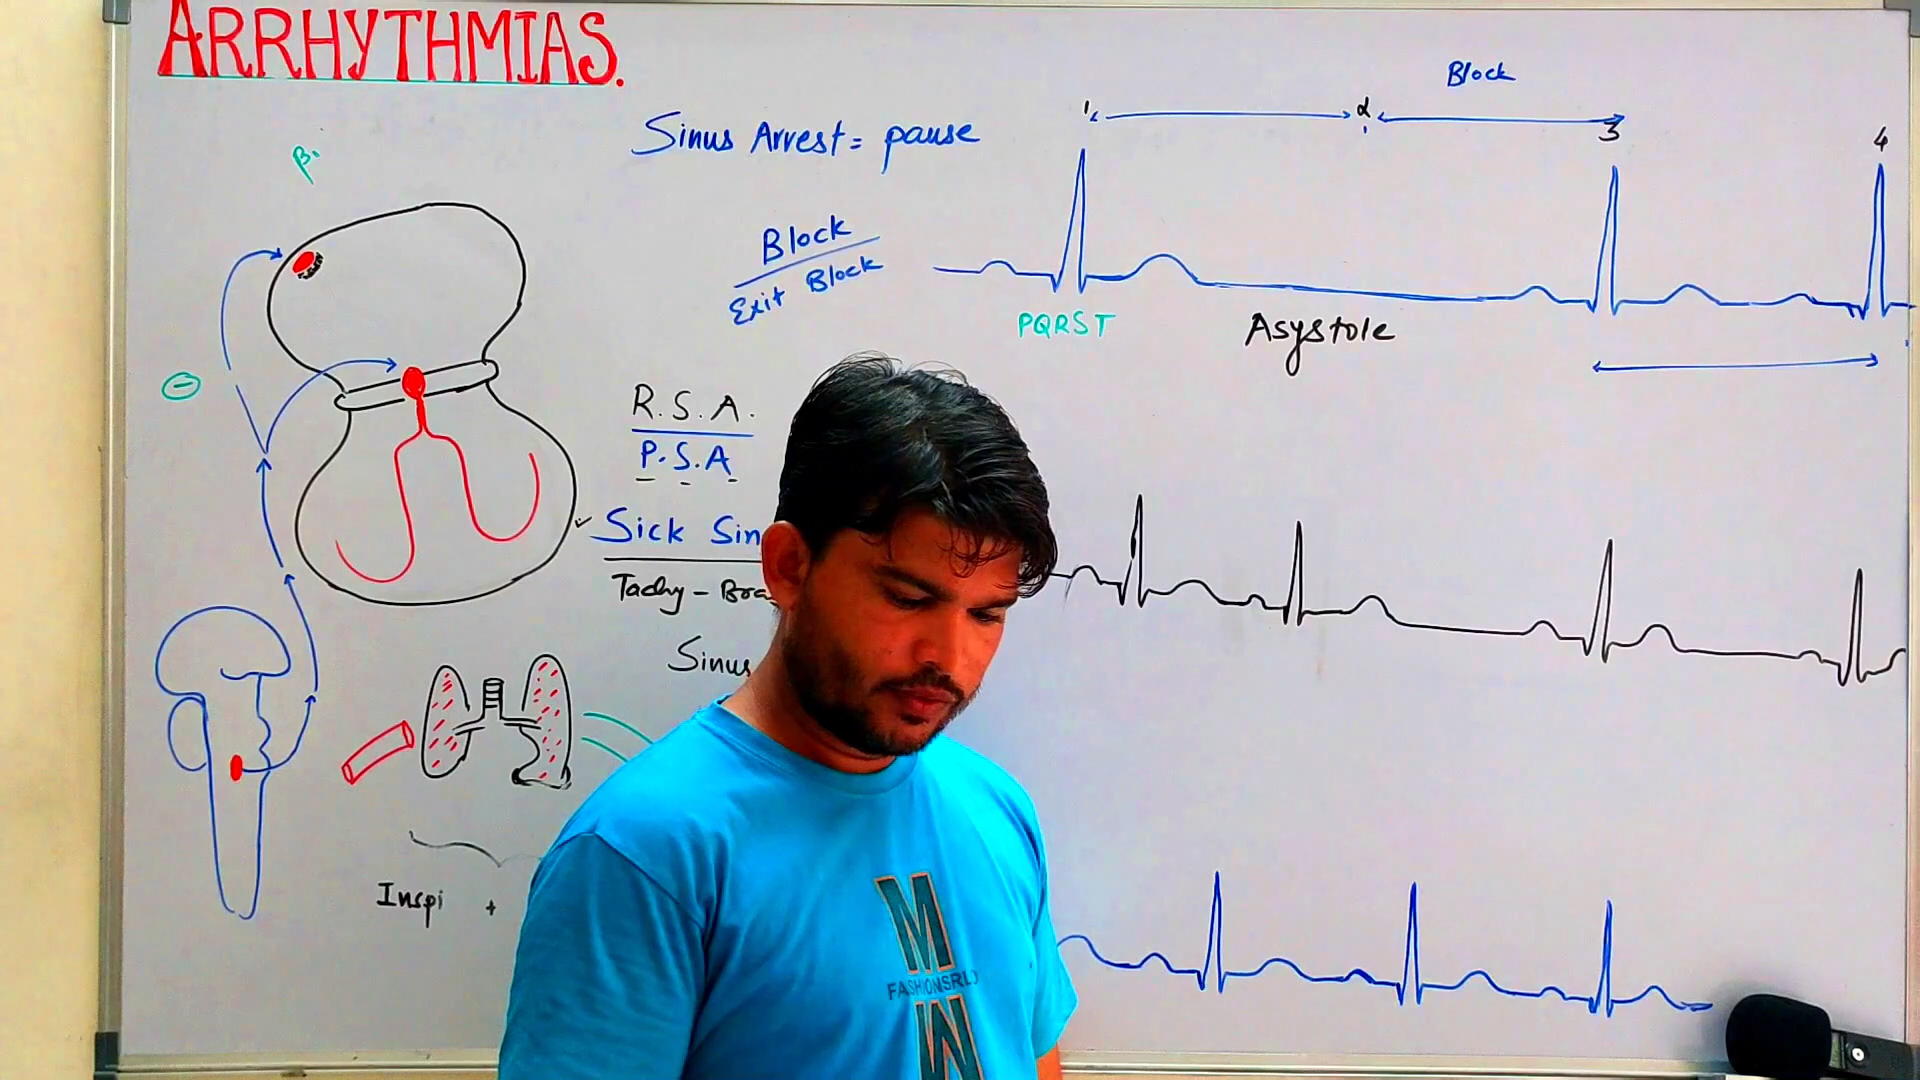 ARRHYTHMIAS.
Block
1 2 3 4
Sinus Arrest = pause
β.
Block
Exit Block
PQRST
Asystole
R.S.A.
P.S.A
Sick Sin
Tachy - Bra
Sinus
Inspi +
M
FASHIONSRLD
W